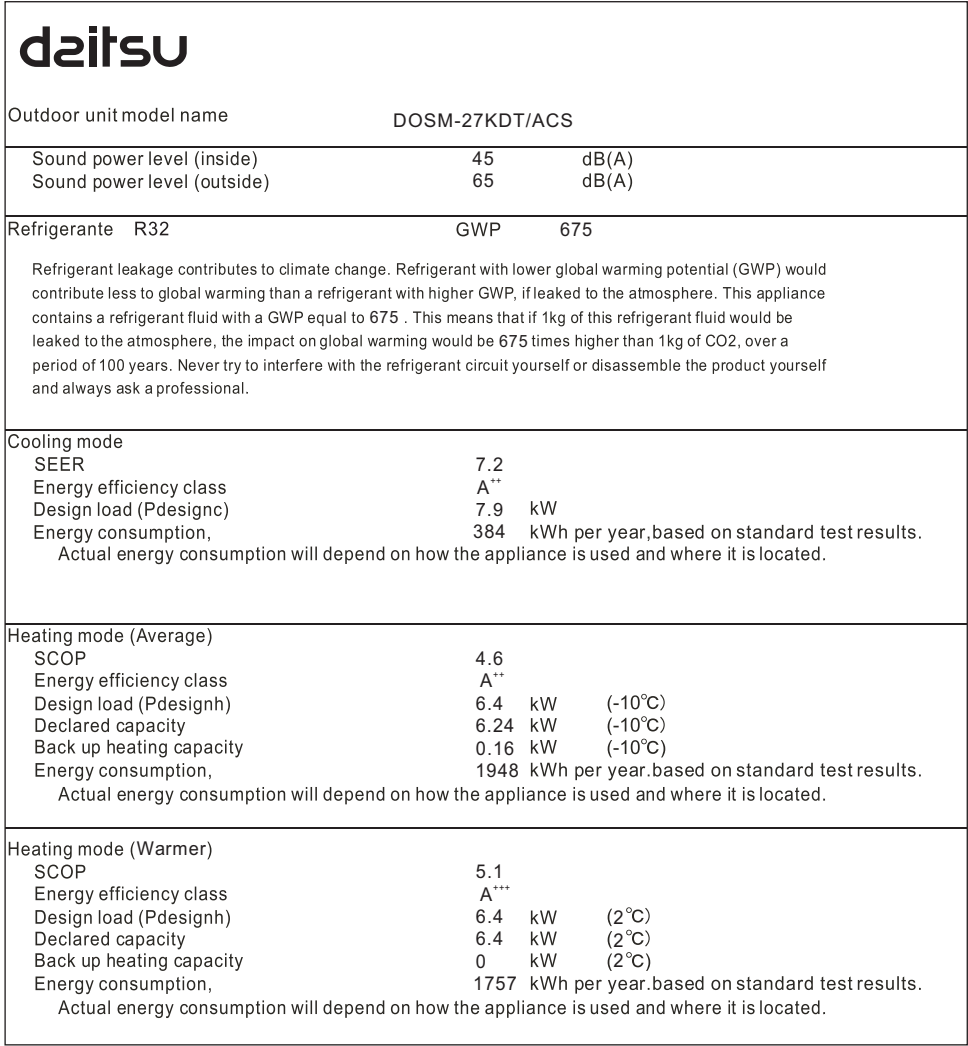 daitsu
Outdoor unit model name DOSM-27KDT/ACS
Sound power level (inside) 45 dB(A)
Sound power level (outside) 65 dB(A)
Refrigerante R32 GWP 675
Refrigerant leakage contributes to climate change. Refrigerant with lower global warming potential (GWP) would
contribute less to global warming than a refrigerant with higher GWP, if leaked to the atmosphere. This appliance
contains a refrigerant fluid with a GWP equal to 675 . This means that if 1kg of this refrigerant fluid would be
leaked to the atmosphere, the impact on global warming would be 675 times higher than 1kg of CO2, over a
period of 100 years. Never try to interfere with the refrigerant circuit yourself or disassemble the product yourself
and always ask a professional.
Cooling mode
SEER 7.2
Energy efficiency class A++
Design load (Pdesignc) 7.9 kW
Energy consumption, 384 kWh per year,based on standard test results.
Actual energy consumption will depend on how the appliance is used and where it is located.
Heating mode (Average)
SCOP 4.6
Energy efficiency class A++
Design load (Pdesignh) 6.4 kW (-10℃)
Declared capacity 6.24 kW (-10℃)
Back up heating capacity 0.16 kW (-10℃)
Energy consumption, 1948 kWh per year.based on standard test results.
Actual energy consumption will depend on how the appliance is used and where it is located.
Heating mode (Warmer)
SCOP 5.1
Energy efficiency class A+++
Design load (Pdesignh) 6.4 kW (2℃)
Declared capacity 6.4 kW (2℃)
Back up heating capacity 0 kW (2℃)
Energy consumption, 1757 kWh per year.based on standard test results.
Actual energy consumption will depend on how the appliance is used and where it is located.